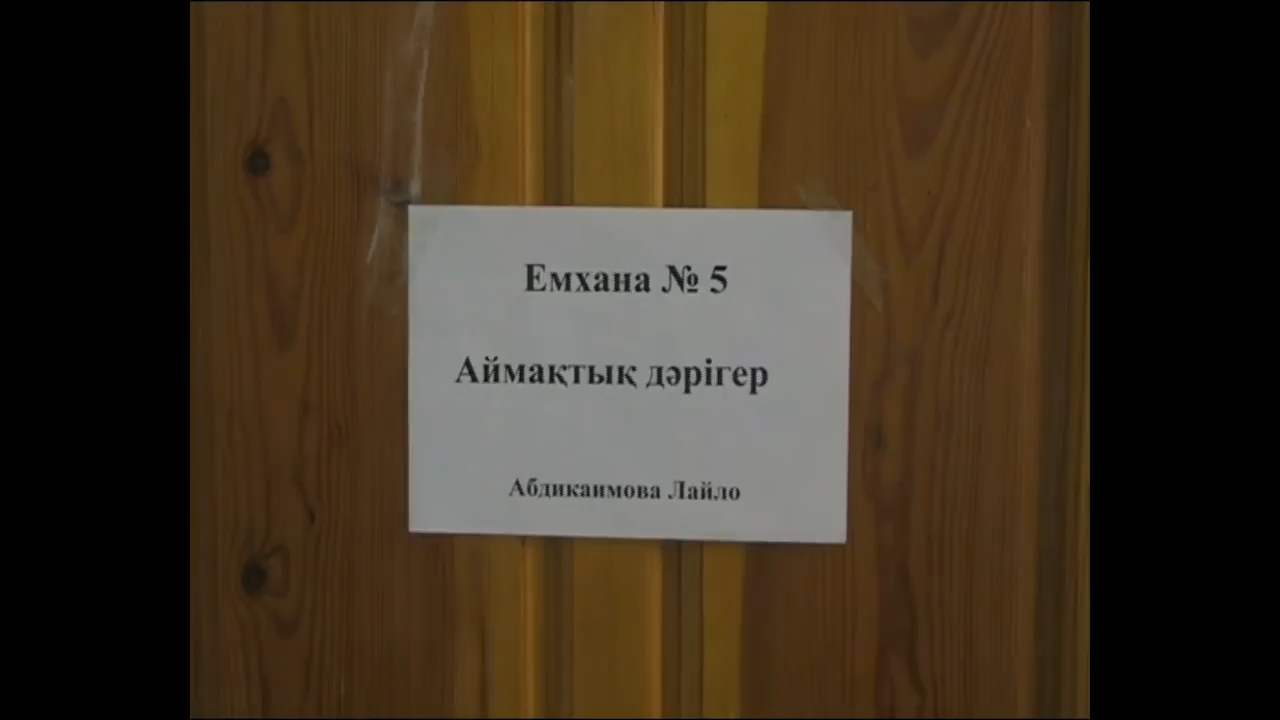 Емхана № 5
Аймақтық дәрігер
Абдикаимова Лайло